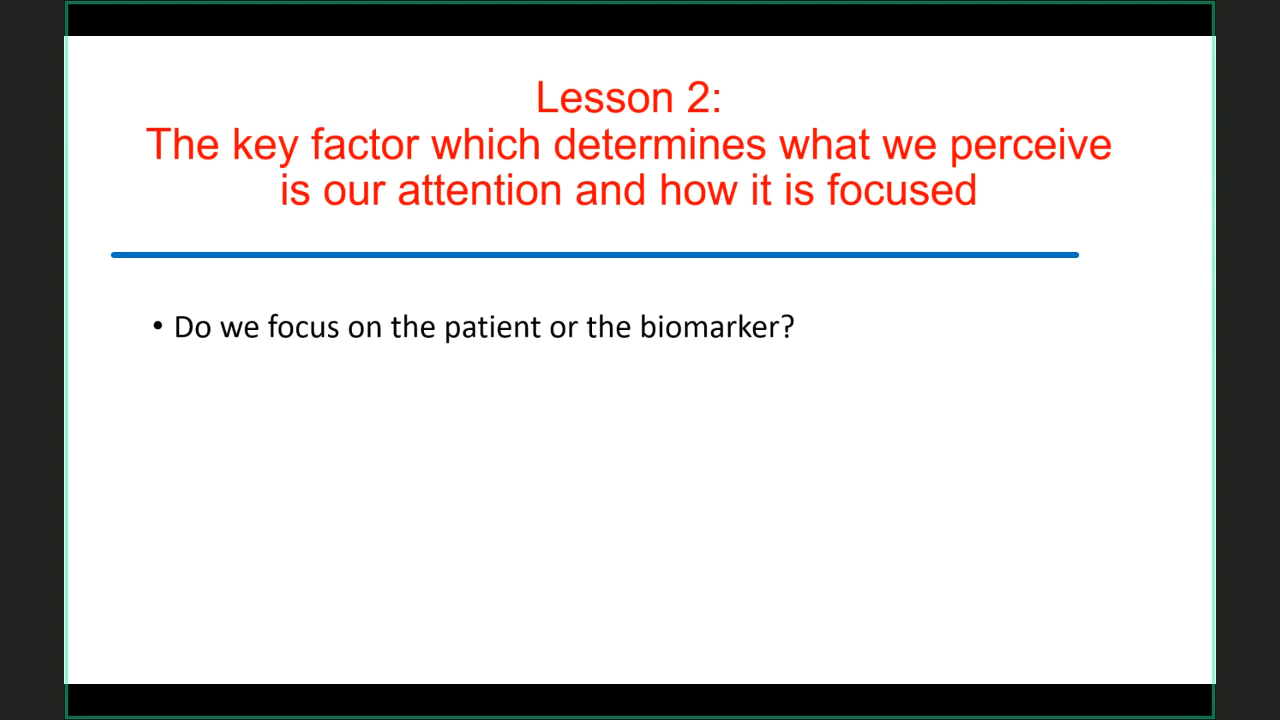 Lesson 2:
The key factor which determines what we perceive
is our attention and how it is focused
• Do we focus on the patient or the biomarker?